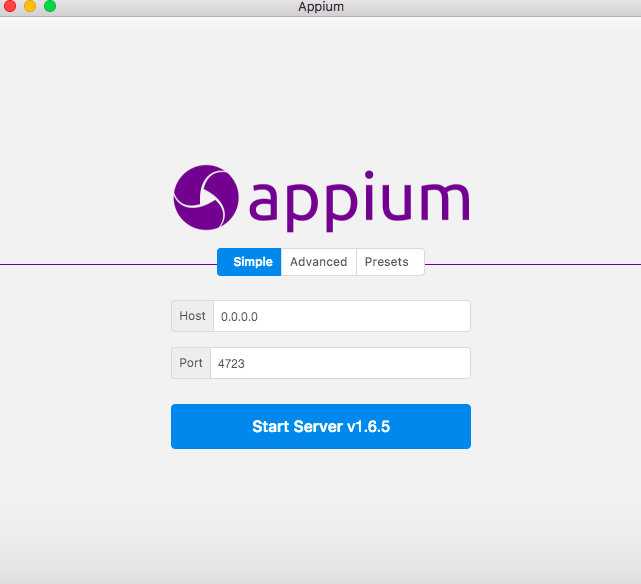 Appium
appium
Simple Advanced Presets
Host 0.0.0.0
Port 4723
Start Server v1.6.5